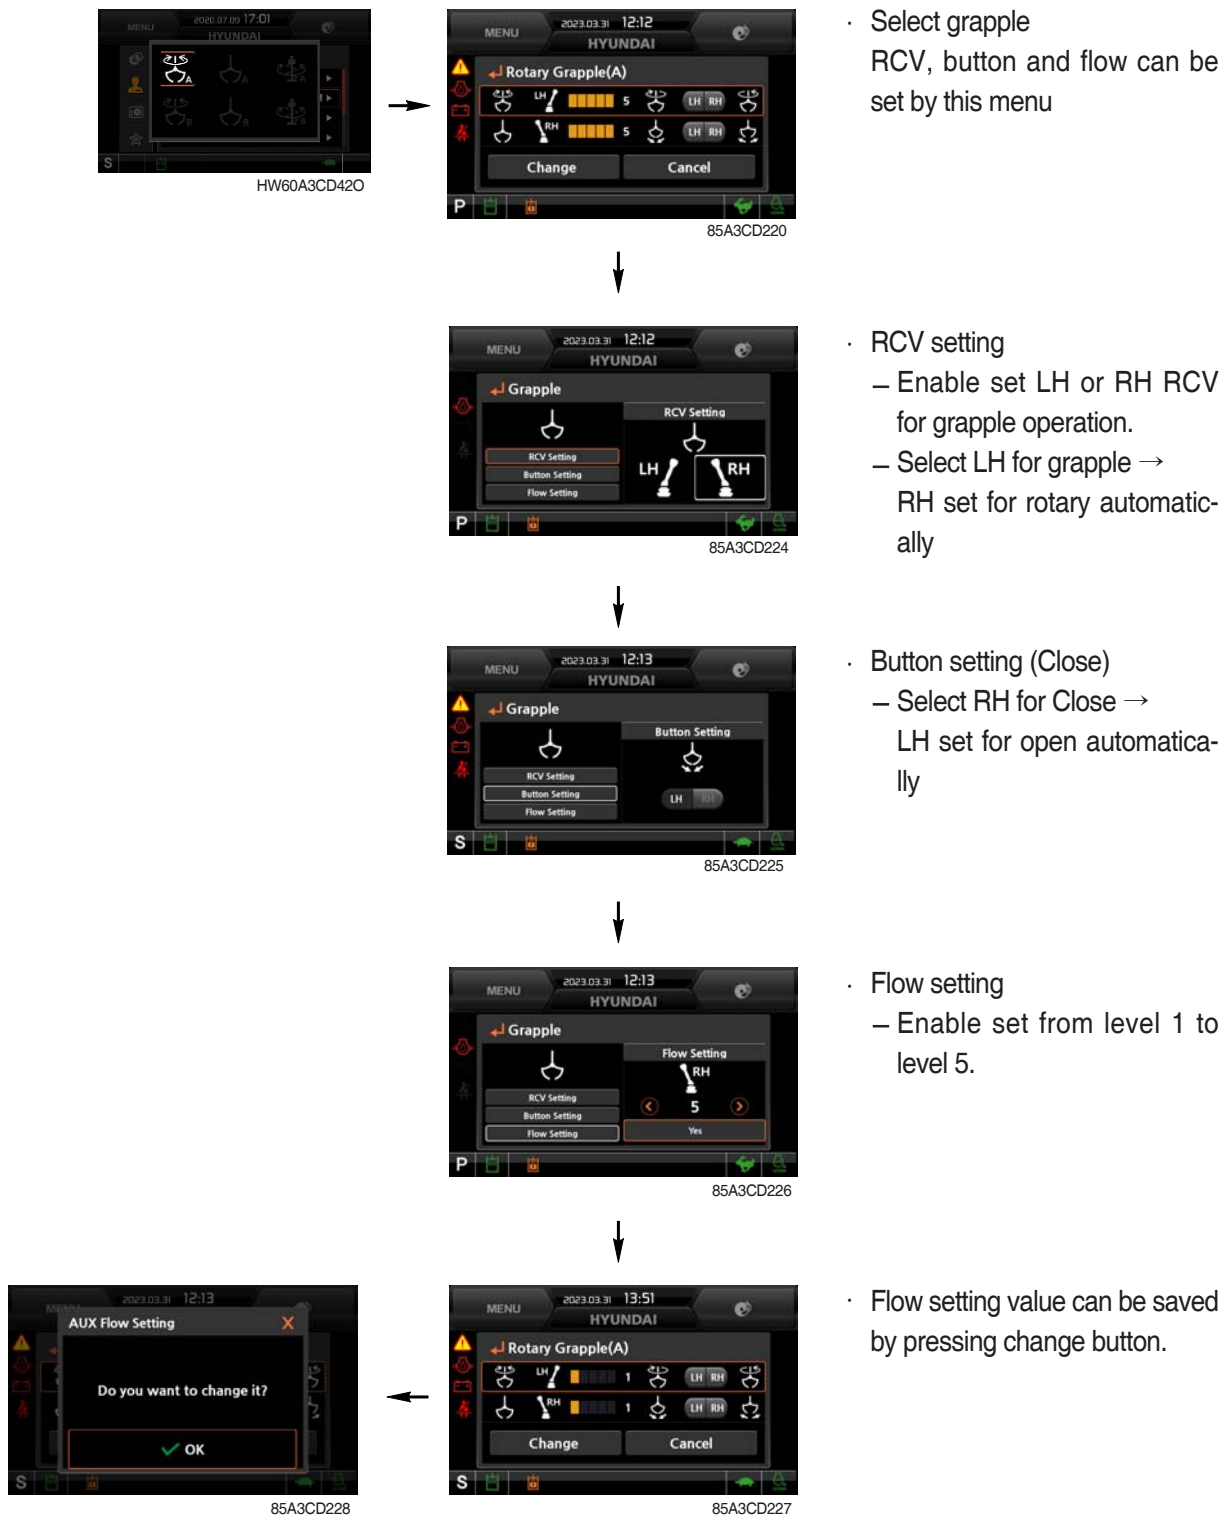 MENU
2020.07.09 17:01
HYUNDAI
A
A
A
B
B
B
S
HW60A3CD42O
MENU
2023.03.31 12:12
HYUNDAI
Rotary Grapple(A)
LH 5 LH RH
RH 5 LH RH
Change Cancel
P
85A3CD220
· Select grapple
RCV, button and flow can be
set by this menu
MENU
2023.03.31 12:12
HYUNDAI
Grapple
RCV Setting
RCV Setting
Button Setting
Flow Setting
LH RH
P
85A3CD224
· RCV setting
– Enable set LH or RH RCV
for grapple operation.
– Select LH for grapple →
RH set for rotary automatic-
ally
MENU
2023.03.31 12:13
HYUNDAI
Grapple
Button Setting
RCV Setting
Button Setting
Flow Setting
LH RH
S
85A3CD225
· Button setting (Close)
– Select RH for Close →
LH set for open automatica-
lly
MENU
2023.03.31 12:13
HYUNDAI
Grapple
Flow Setting
RH
RCV Setting
Button Setting
Flow Setting
5
Yes
P
85A3CD226
· Flow setting
– Enable set from level 1 to
level 5.
MENU
2023.03.31 13:51
HYUNDAI
Rotary Grapple(A)
LH 1 LH RH
RH 1 LH RH
Change Cancel
S
85A3CD227
· Flow setting value can be saved
by pressing change button.
2023.03.31 12:13
AUX Flow Setting X
Do you want to change it?
OK
S
85A3CD228